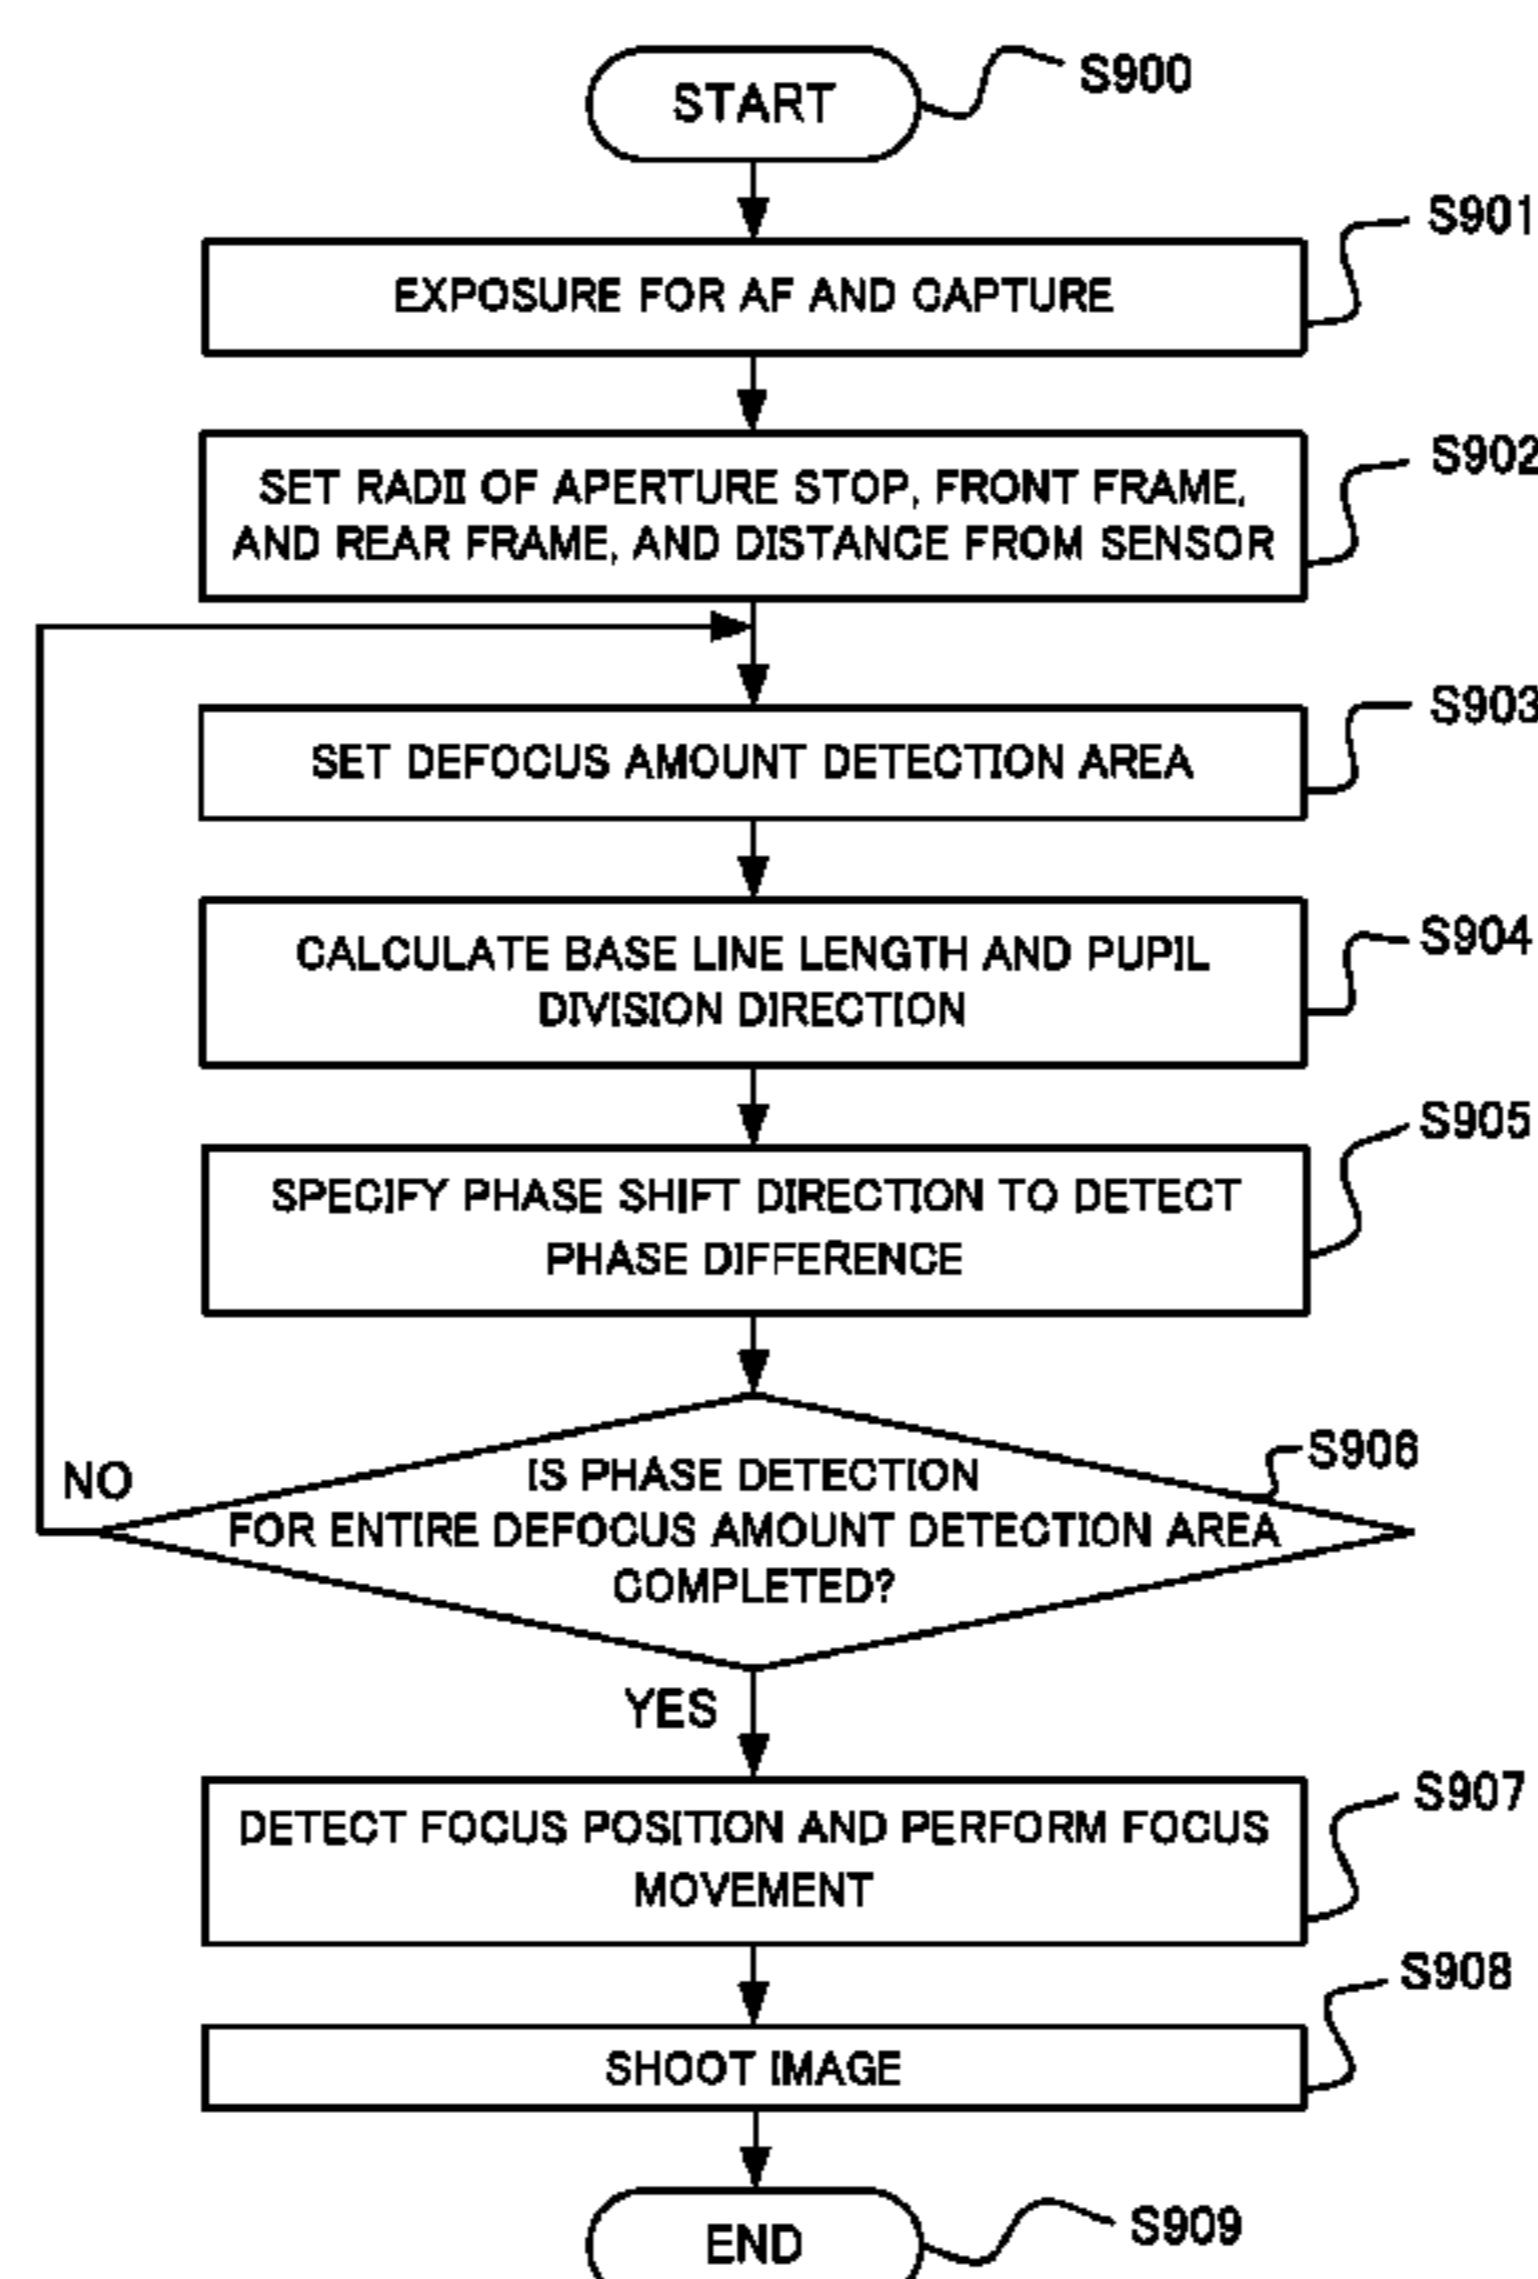 START
S900
S901
EXPOSURE FOR AF AND CAPTURE
S902
SET RADII OF APERTURE STOP, FRONT FRAME,
AND REAR FRAME, AND DISTANCE FROM SENSOR
S903
SET DEFOCUS AMOUNT DETECTION AREA
S904
CALCULATE BASE LINE LENGTH AND PUPIL
DIVISION DIRECTION
S905
SPECIFY PHASE SHIFT DIRECTION TO DETECT
PHASE DIFFERENCE
S906
NO
IS PHASE DETECTION
FOR ENTIRE DEFOCUS AMOUNT DETECTION AREA
COMPLETED?
YES
S907
DETECT FOCUS POSITION AND PERFORM FOCUS
MOVEMENT
S908
SHOOT IMAGE
END
S909